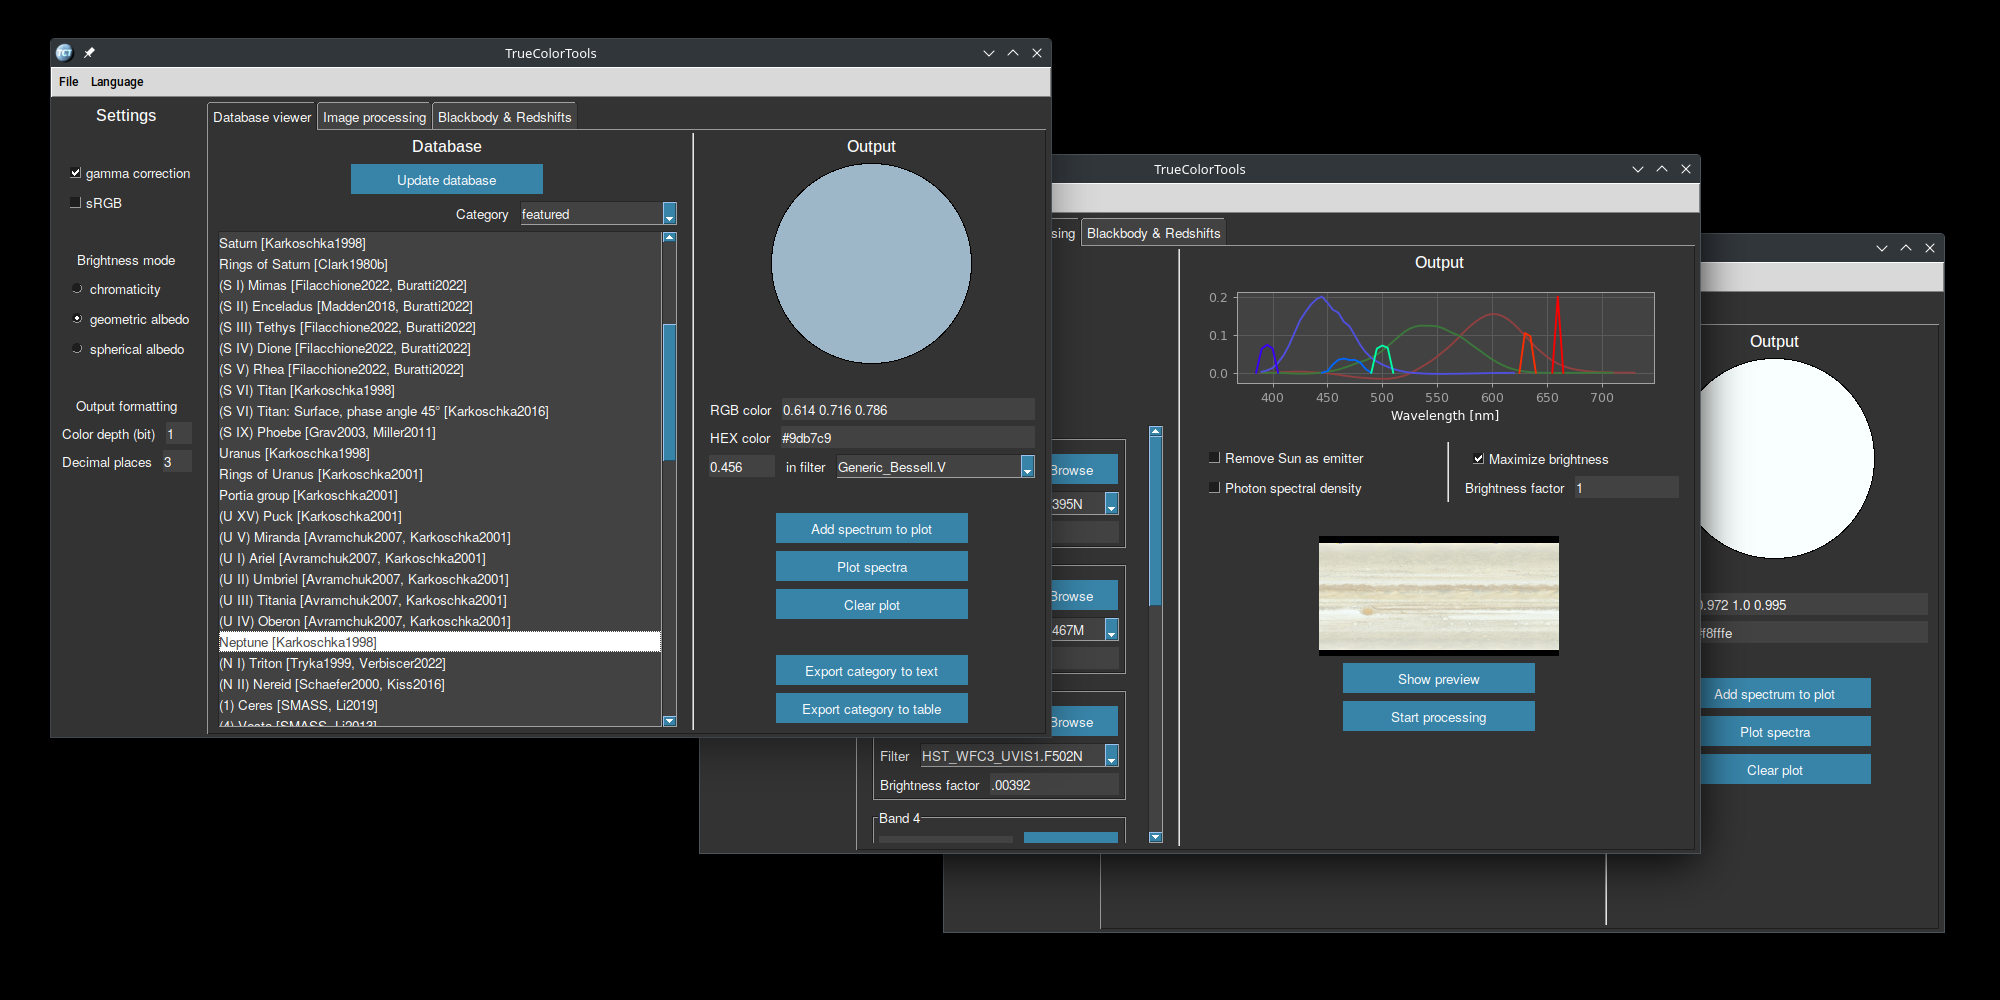 TCT
TrueColorTools
File Language
Settings
gamma correction
sRGB
Brightness mode
chromaticity
geometric albedo
spherical albedo
Output formatting
Color depth (bit) 1
Decimal places 3
Database viewer Image processing Blackbody & Redshifts
Database
Update database
Category featured
Saturn [Karkoschka1998]
Rings of Saturn [Clark1980b]
(S I) Mimas [Filacchione2022, Buratti2022]
(S II) Enceladus [Madden2018, Buratti2022]
(S III) Tethys [Filacchione2022, Buratti2022]
(S IV) Dione [Filacchione2022, Buratti2022]
(S V) Rhea [Filacchione2022, Buratti2022]
(S VI) Titan [Karkoschka1998]
(S VI) Titan: Surface, phase angle 45° [Karkoschka2016]
(S IX) Phoebe [Grav2003, Miller2011]
Uranus [Karkoschka1998]
Rings of Uranus [Karkoschka2001]
Portia group [Karkoschka2001]
(U XV) Puck [Karkoschka2001]
(U V) Miranda [Avramchuk2007, Karkoschka2001]
(U I) Ariel [Avramchuk2007, Karkoschka2001]
(U II) Umbriel [Avramchuk2007, Karkoschka2001]
(U III) Titania [Avramchuk2007, Karkoschka2001]
(U IV) Oberon [Avramchuk2007, Karkoschka2001]
Neptune [Karkoschka1998]
(N I) Triton [Tryka1999, Verbiscer2022]
(N II) Nereid [Schaefer2000, Kiss2016]
(1) Ceres [SMASS, Li2019]
(4) Vesta [SMASS, Li2013]
Output
RGB color 0.614 0.716 0.786
HEX color #9db7c9
0.456 in filter Generic_Bessell.V
Add spectrum to plot
Plot spectra
Clear plot
Export category to text
Export category to table
TrueColorTools
sing Blackbody & Redshifts
Browse
395N
Browse
467M
Browse
Filter HST_WFC3_UVIS1.F502N
Brightness factor .00392
Band 4
Output
0.2
0.1
0.0
400 450 500 550 600 650 700
Wavelength [nm]
Remove Sun as emitter
Photon spectral density
Maximize brightness
Brightness factor 1
Show preview
Start processing
Output
0.972 1.0 0.995
f8fffe
Add spectrum to plot
Plot spectra
Clear plot